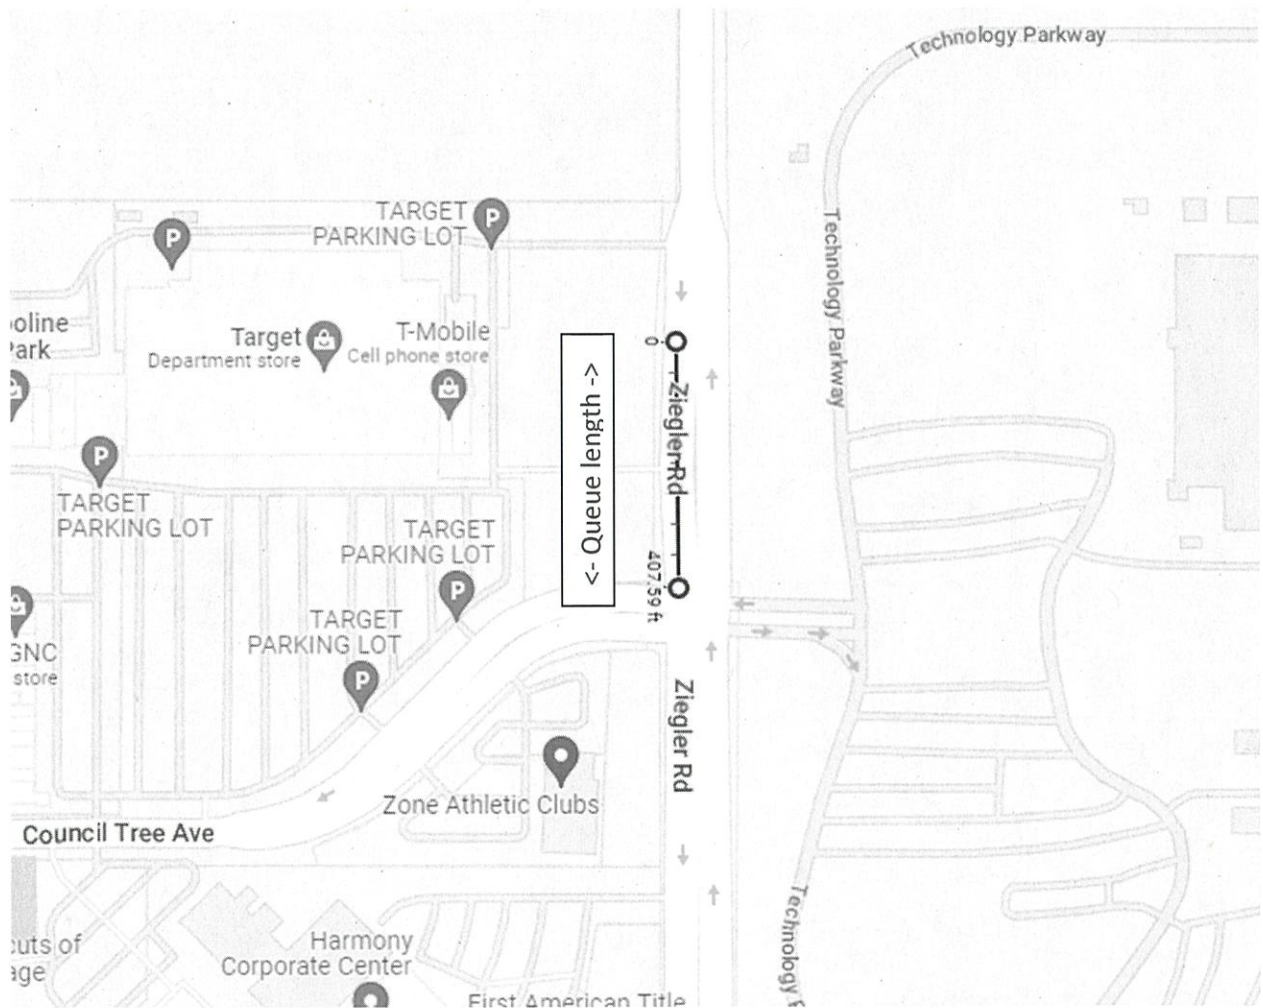 Technology Parkway
TARGET
PARKING LOT
P
P
Technology Parkway
Target
Department store
T-Mobile
Cell phone store
<- Queue length ->
0
Ziegler Rd
407.59 ft
oline
Park
P
TARGET
PARKING LOT
TARGET
PARKING LOT
P
TARGET
PARKING LOT
P
GNC
store
Ziegler Rd
Zone Athletic Clubs
Council Tree Ave
Technology P
cuts of
age
Harmony
Corporate Center
First American Title